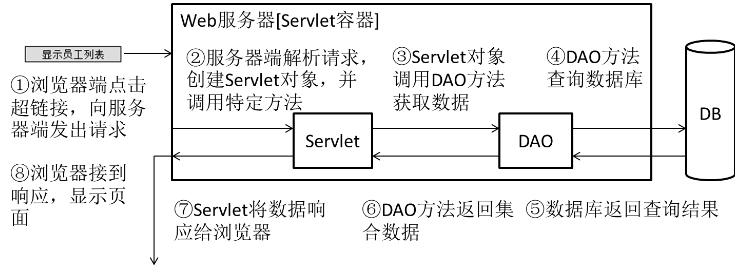 Web服务器[Servlet容器]
显示员工列表
①浏览器端点击
超链接，向服务
器端发出请求
②服务器端解析请求，
创建Servlet对象，并
调用特定方法
③Servlet对象
调用DAO方法
获取数据
④DAO方法
查询数据库
Servlet
DAO
DB
⑤数据库返回查询结果
⑥DAO方法返回集
合数据
⑦Servlet将数据响
应给浏览器
⑧浏览器接到
响应，显示页
面